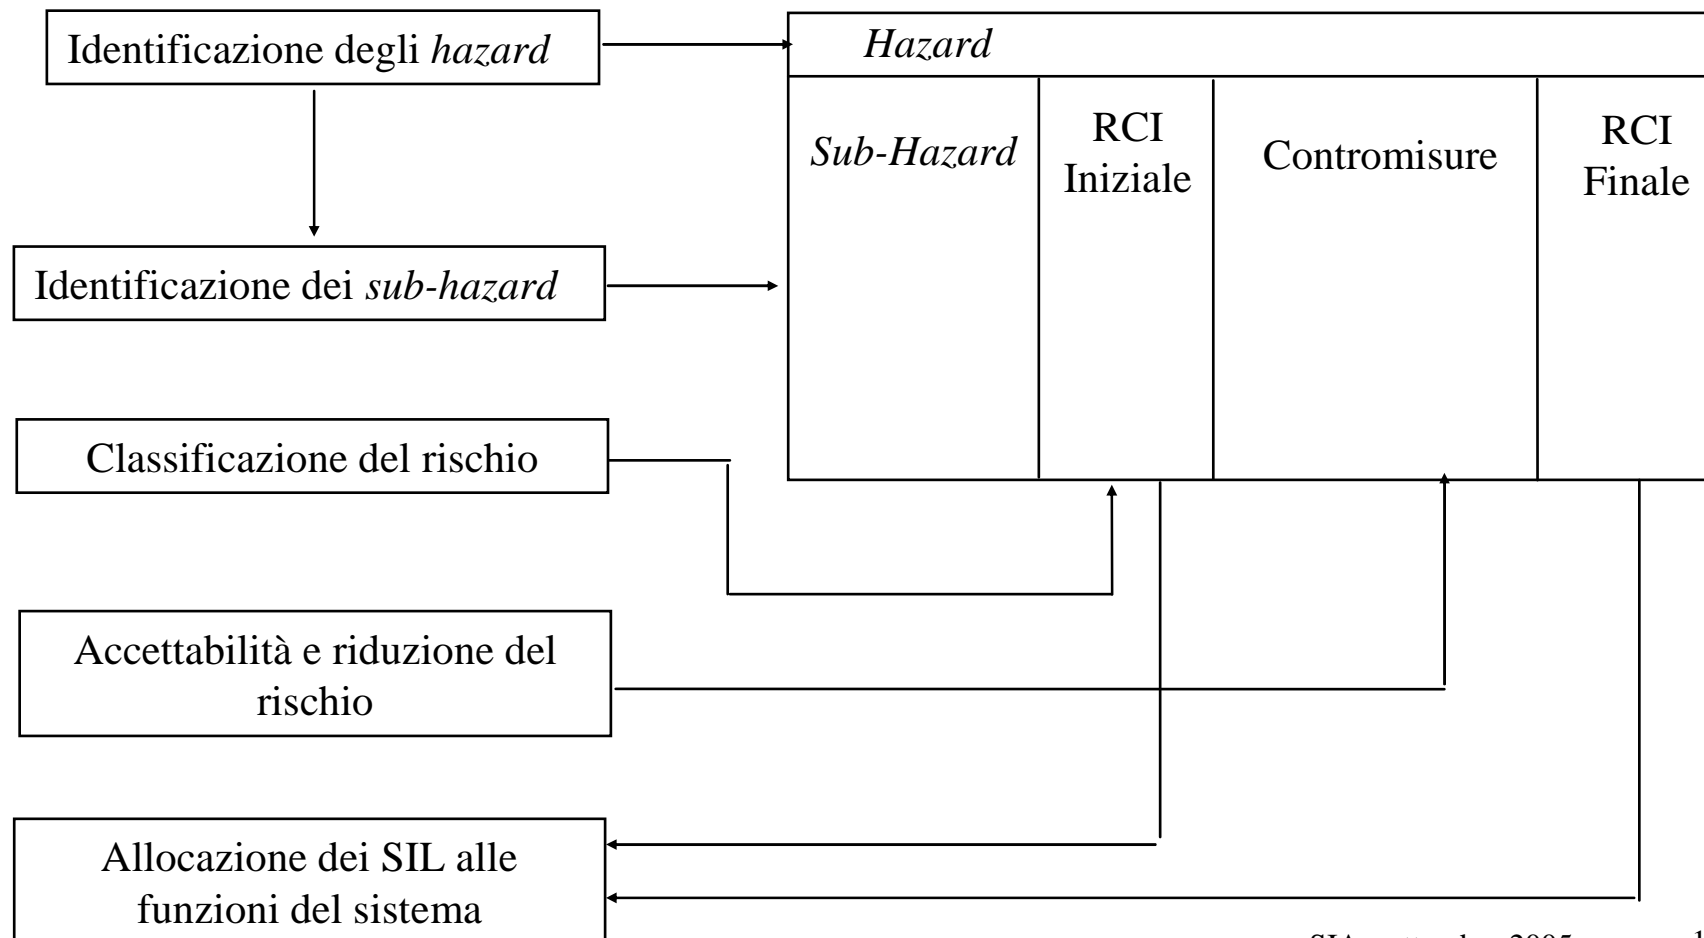 Identificazione degli hazard
Hazard
Sub-Hazard
RCI
Iniziale
Contromisure
RCI
Finale
Identificazione dei sub-hazard
Classificazione del rischio
Accettabilità e riduzione del
rischio
Allocazione dei SIL alle
funzioni del sistema